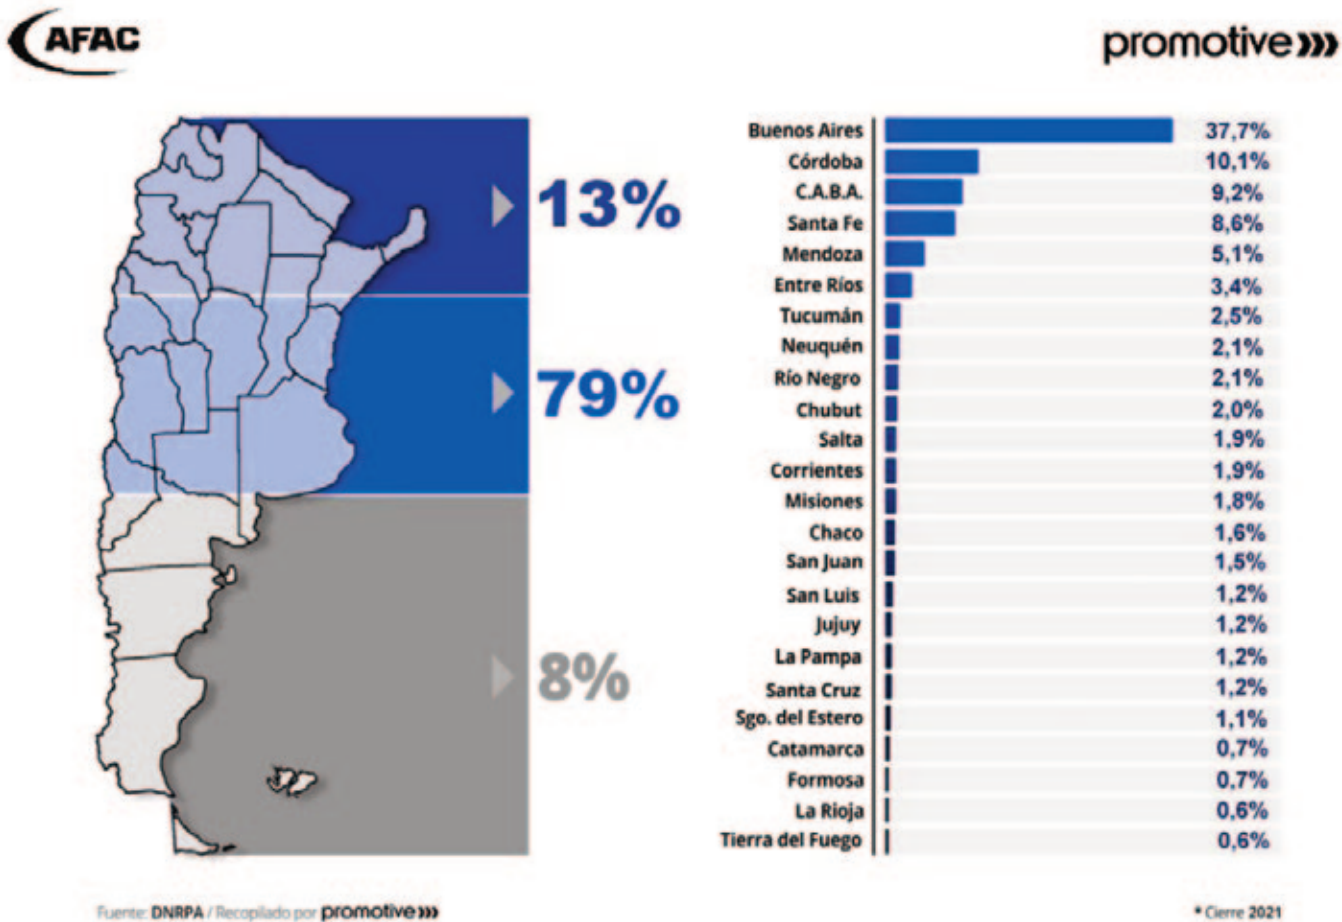 AFAC
promotive
13%
79%
8%
Buenos Aires 37,7%
Córdoba 10,1%
C.A.B.A. 9,2%
Santa Fe 8,6%
Mendoza 5,1%
Entre Ríos 3,4%
Tucumán 2,5%
Neuquén 2,1%
Río Negro 2,1%
Chubut 2,0%
Salta 1,9%
Corrientes 1,9%
Misiones 1,8%
Chaco 1,6%
San Juan 1,5%
San Luis 1,2%
Jujuy 1,2%
La Pampa 1,2%
Santa Cruz 1,2%
Sgo. del Estero 1,1%
Catamarca 0,7%
Formosa 0,7%
La Rioja 0,6%
Tierra del Fuego 0,6%
Fuente: DNRPA / Recopilado por promotive
* Cierre 2021